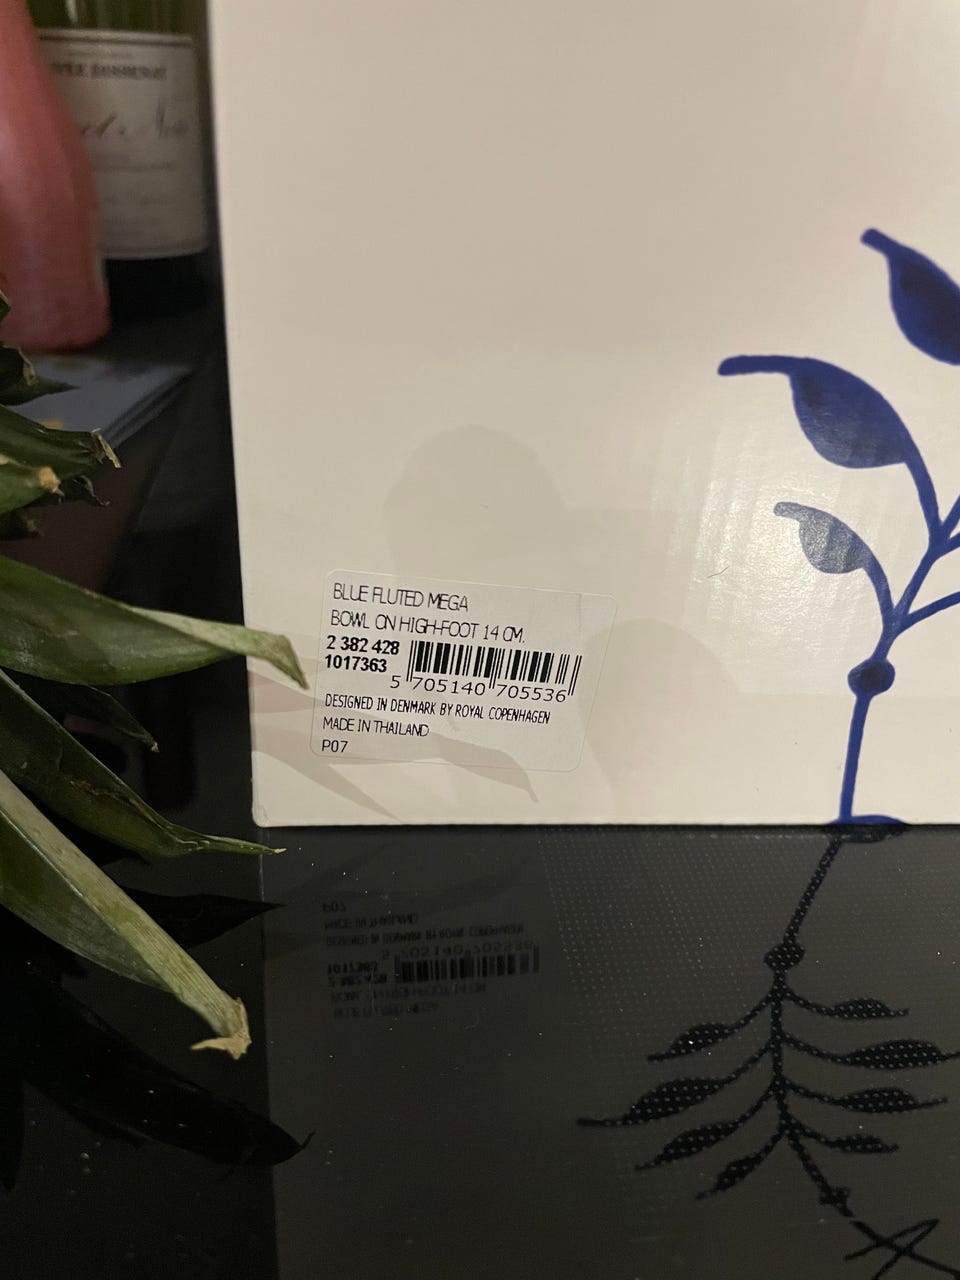 BLUE FLUTED MEGA
BOWL ON HIGH-FOOT 14 CM.
2 382 428
1017363
5 705140 705536
DESIGNED IN DENMARK BY ROYAL COPENHAGEN
MADE IN THAILAND
P07